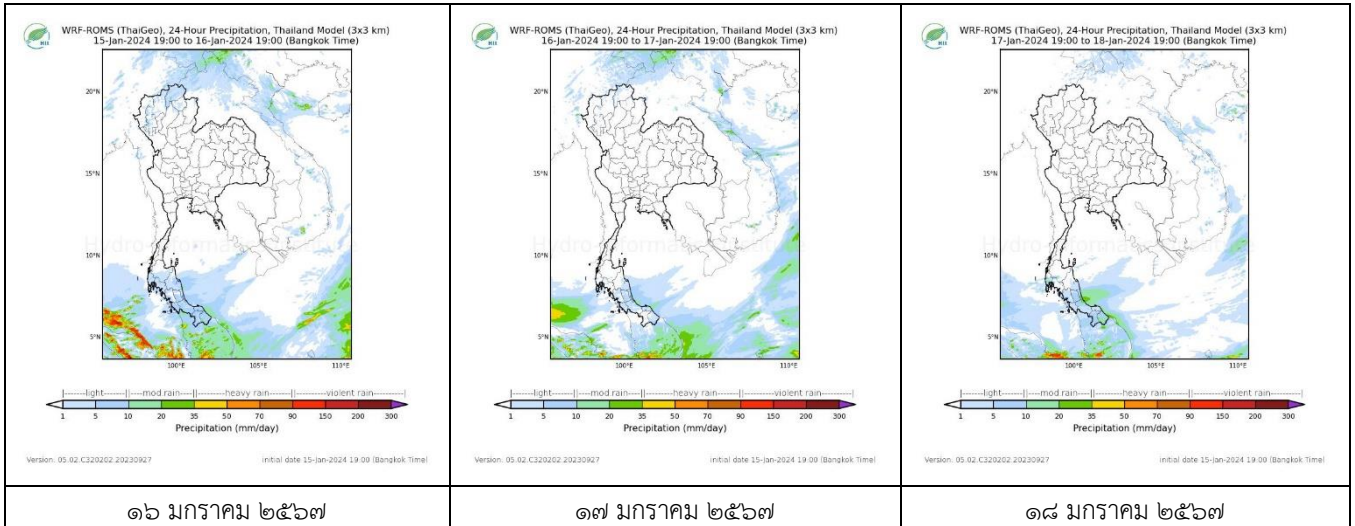 WRF-ROMS (ThaiGeo), 24-Hour Precipitation, Thailand Model (3x3 km)
15-Jan-2024 19:00 to 16-Jan-2024 19:00 (Bangkok Time)
20°N
15°N
10°N
5°N
100°E 105°E 110°E
light mod rain heavy rain violent rain
1 5 10 20 35 50 70 90 150 200 300
Precipitation (mm/day)
Version: 05.02.C320202.20230927 initial date 15-Jan-2024 19:00 (Bangkok Time)
๑๖ มกราคม ๒๕๖๗
WRF-ROMS (ThaiGeo), 24-Hour Precipitation, Thailand Model (3x3 km)
16-Jan-2024 19:00 to 17-Jan-2024 19:00 (Bangkok Time)
20°N
15°N
10°N
5°N
100°E 105°E 110°E
light mod rain heavy rain violent rain
1 5 10 20 35 50 70 90 150 200 300
Precipitation (mm/day)
Version: 05.02.C320202.20230927 initial date 15-Jan-2024 19:00 (Bangkok Time)
๑๗ มกราคม ๒๕๖๗
WRF-ROMS (ThaiGeo), 24-Hour Precipitation, Thailand Model (3x3 km)
17-Jan-2024 19:00 to 18-Jan-2024 19:00 (Bangkok Time)
20°N
15°N
10°N
5°N
100°E 105°E 110°E
light mod rain heavy rain violent rain
1 5 10 20 35 50 70 90 150 200 300
Precipitation (mm/day)
Version: 05.02.C320202.20230927 initial date 15-Jan-2024 19:00 (Bangkok Time)
๑๘ มกราคม ๒๕๖๗